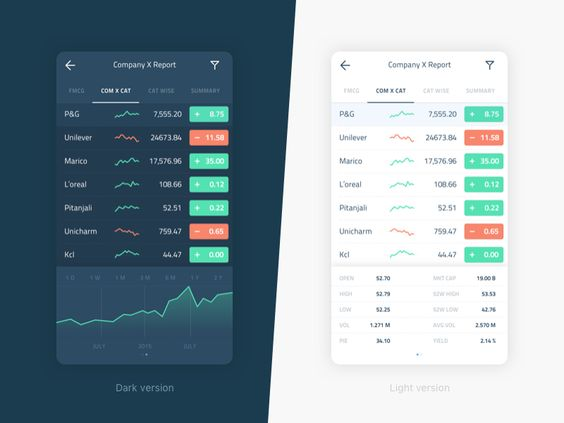 Company X Report
FMCG COM X CAT CAT WISE SUMMARY
P&G 7,555.20 + 8.75
Unilever 24673.84 − 11.58
Marico 17,576.96 + 35.00
L'oreal 108.66 + 0.12
Pitanjali 52.51 + 0.22
Unicharm 759.47 − 0.65
Kcl 44.47 + 0.00
1 D 1 W 1 M 3 M 6 M 1 Y 2 Y
JULY 2015 JULY
Dark version
Company X Report
FMCG COM X CAT CAT WISE SUMMARY
P&G 7,555.20 + 8.75
Unilever 24673.84 − 11.58
Marico 17,576.96 + 35.00
L'oreal 108.66 + 0.12
Pitanjali 52.51 + 0.22
Unicharm 759.47 − 0.65
Kcl 44.47 + 0.00
OPEN 52.70 MKT CAP 19.00 B
HIGH 52.79 52W HIGH 53.53
LOW 52.25 52W LOW 42.76
VOL 1.271 M AVG VOL 2.570 M
P/E 34.10 YIELD 2.14 %
Light version